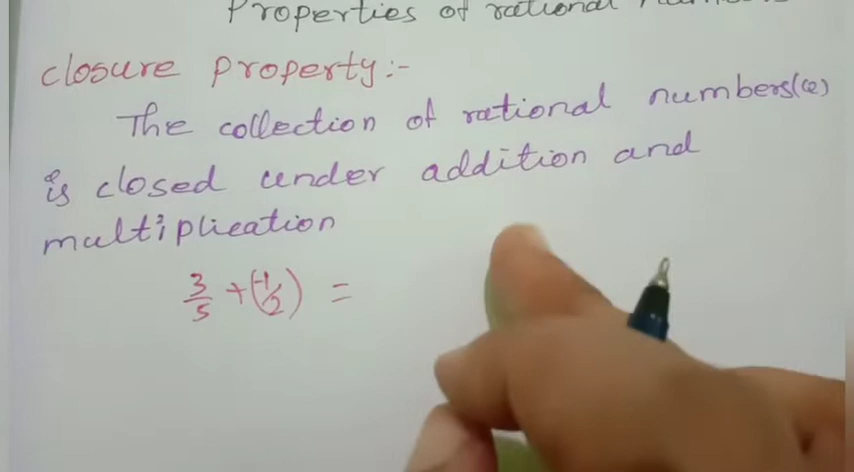 Properties of rational
closure property:-
The collection of rational numbers(Q)
is closed under addition and
multiplication
3/5 + (-1/2) =